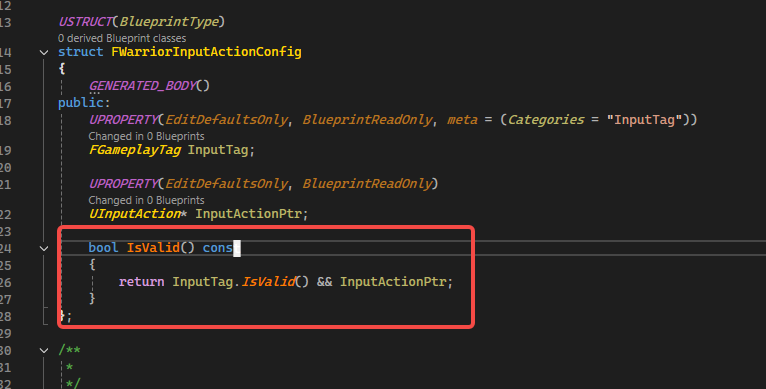 12
13 USTRUCT(BlueprintType)
0 derived Blueprint classes
14 struct FWarriorInputActionConfig
15 {
16 GENERATED_BODY()
17 public:
18 UPROPERTY(EditDefaultsOnly, BlueprintReadOnly, meta = (Categories = "InputTag"))
Changed in 0 Blueprints
19 FGameplayTag InputTag;
20
21 UPROPERTY(EditDefaultsOnly, BlueprintReadOnly)
Changed in 0 Blueprints
22 UInputAction* InputActionPtr;
23
24 bool IsValid() cons
25 {
26 return InputTag.IsValid() && InputActionPtr;
27 }
28 };
29
30 /**
31 *
32 */